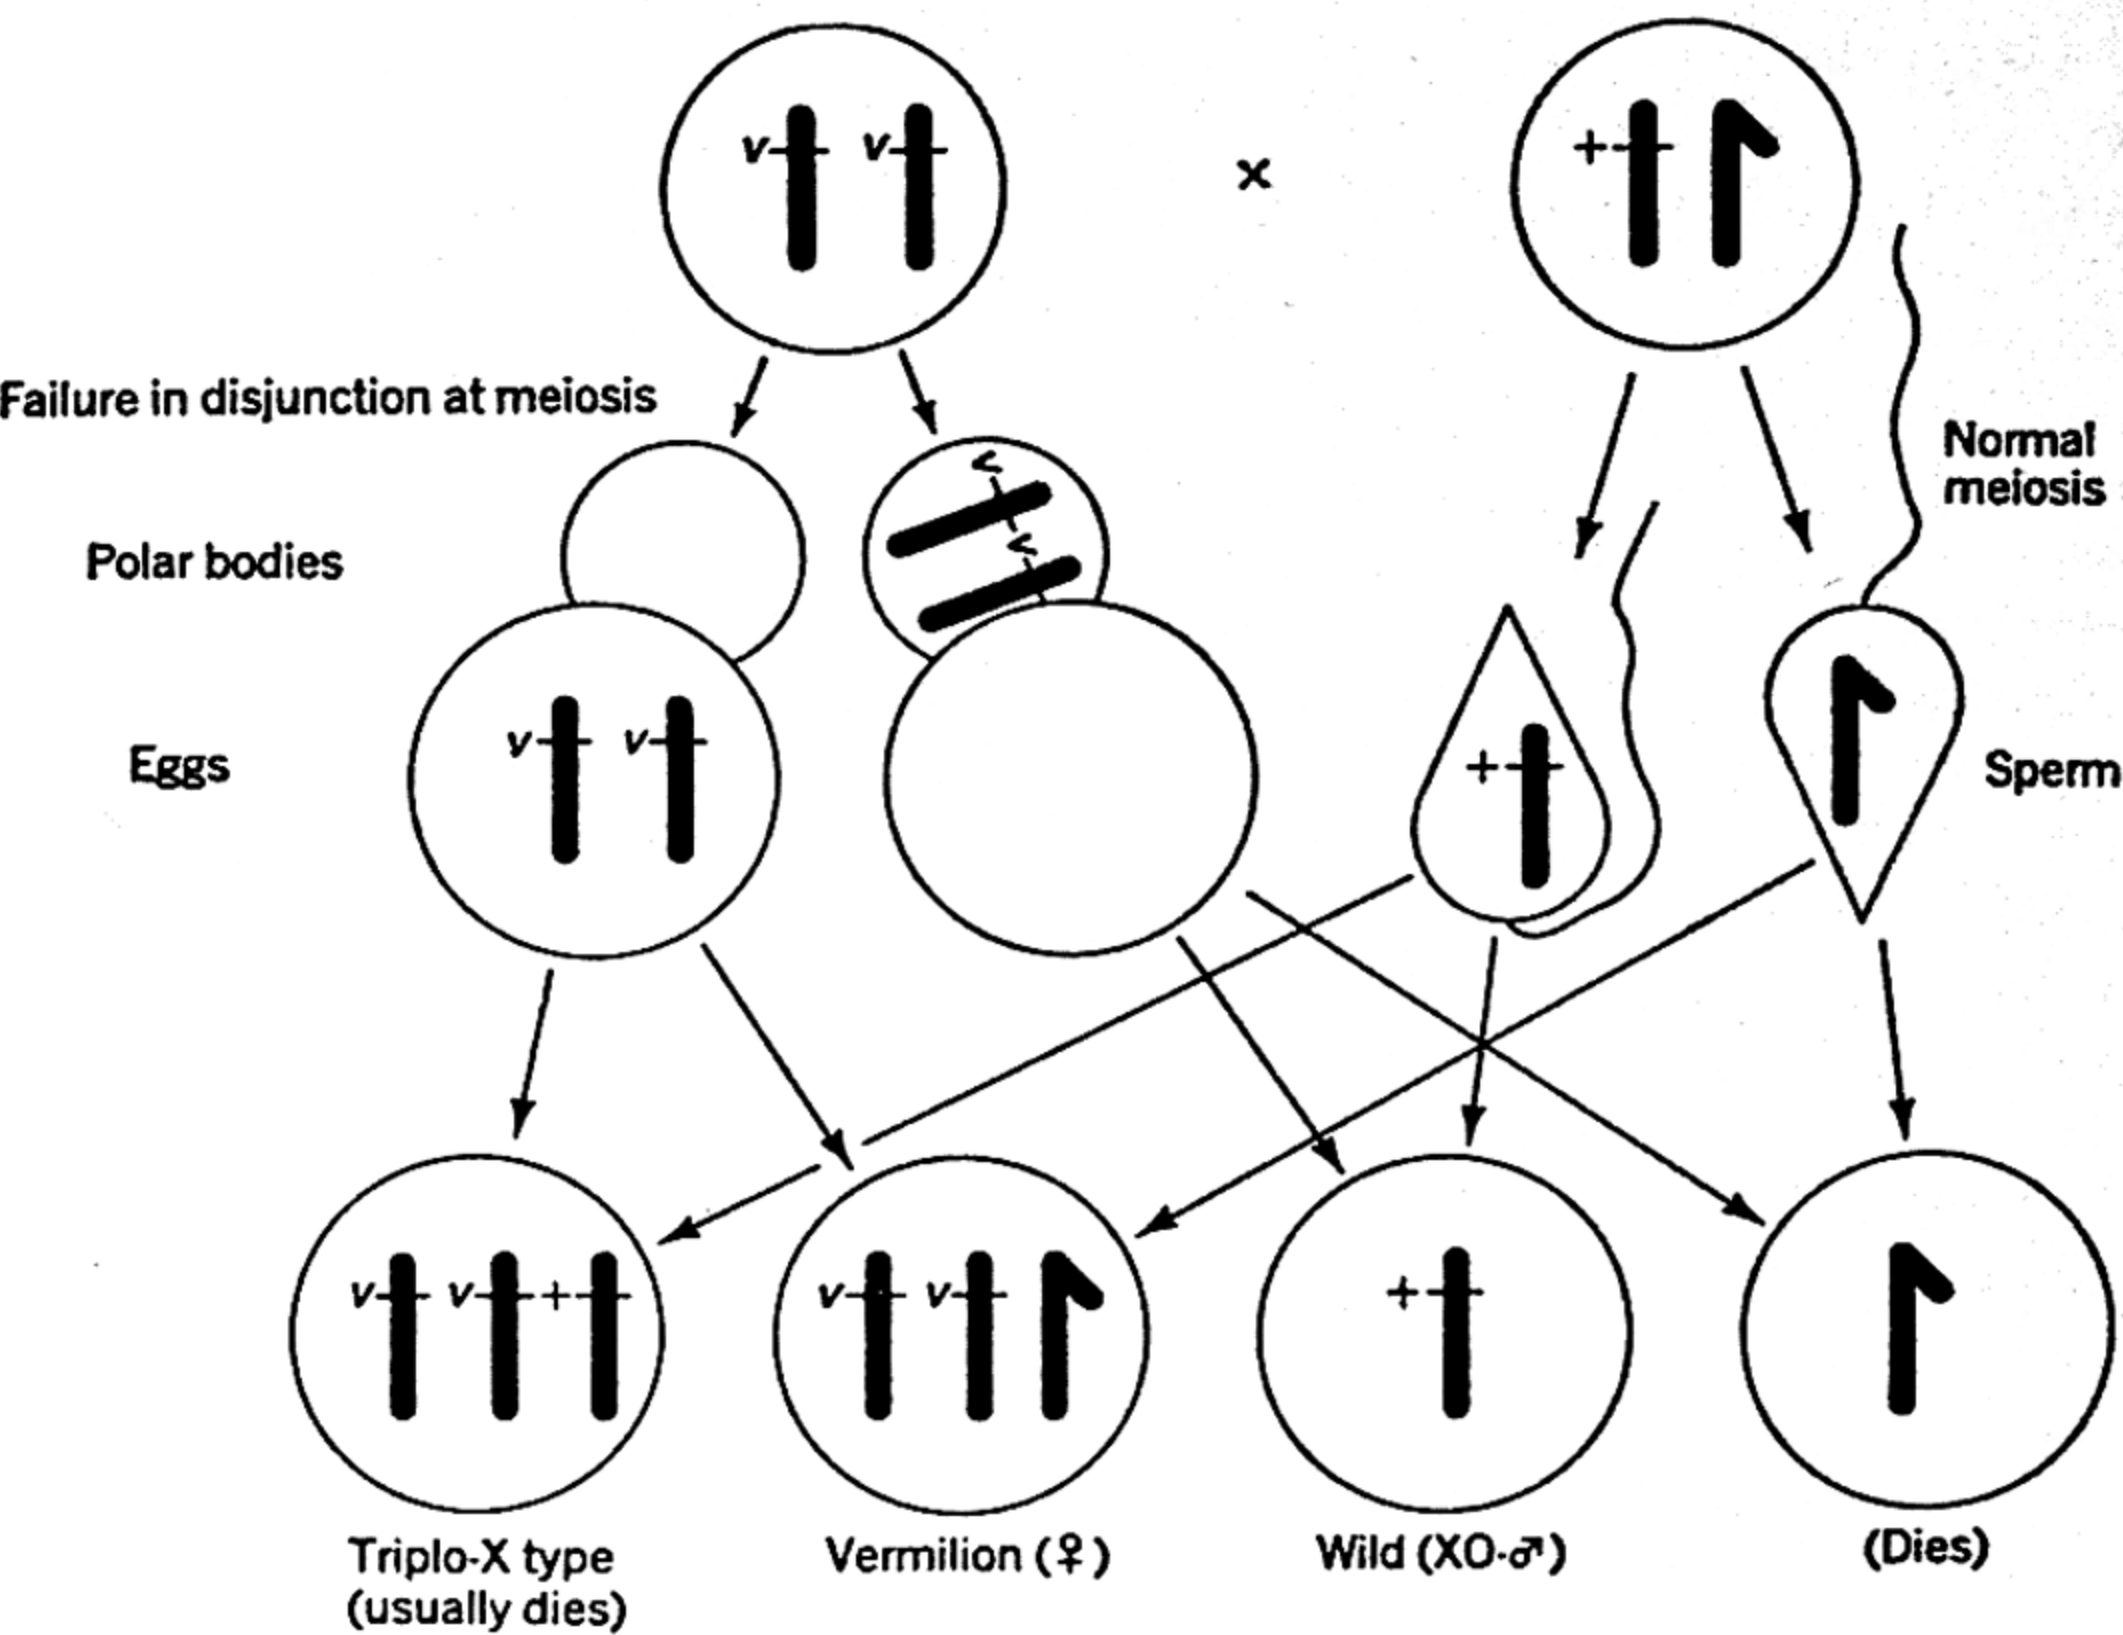 v v × +
Failure in disjunction at meiosis
Normal
meiosis
v
v
Polar bodies
Eggs
v v
+
Sperm
v v +
v v
+
Triplo-X type
(usually dies)
Vermilion (♀)
Wild (XO-♂)
(Dies)